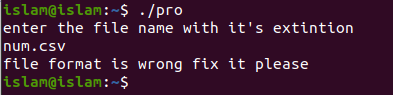 islam@islam:~$ ./pro
enter the file name with it's extintion
num.csv
file format is wrong fix it please
islam@islam:~$